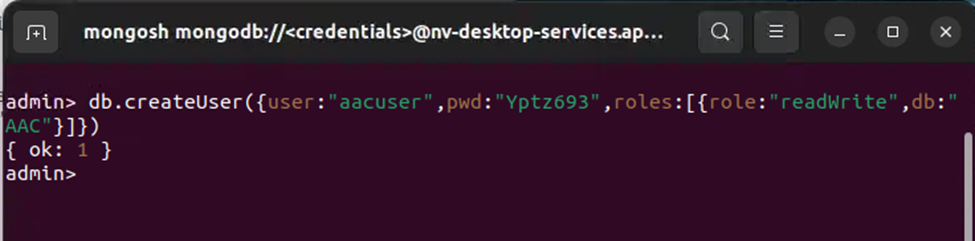 mongosh mongodb://<credentials>@nv-desktop-services.ap...
admin> db.createUser({user:"aacuser",pwd:"Yptz693",roles:[{role:"readWrite",db:"
AAC"}]})
{ ok: 1 }
admin>